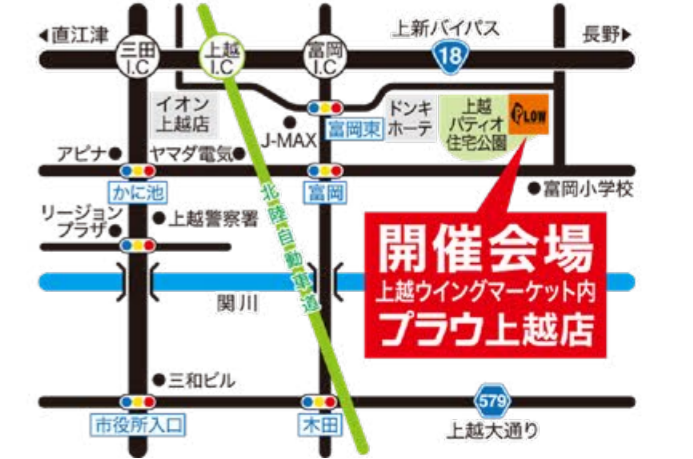 ◀直江津
三田
I.C
上越
I.C
富岡
I.C
上新バイパス
18
長野▶
イオン
上越店
J-MAX
富岡東
ドンキ
ホーテ
上越
パティオ
住宅公園
PLOW
アピナ
ヤマダ電気
かに池
富岡
富岡小学校
リージョン
プラザ
上越警察署
北陸自動車道
開催会場
上越ウイングマーケット内
プラウ上越店
関川
三和ビル
579
市役所入口
木田
上越大通り